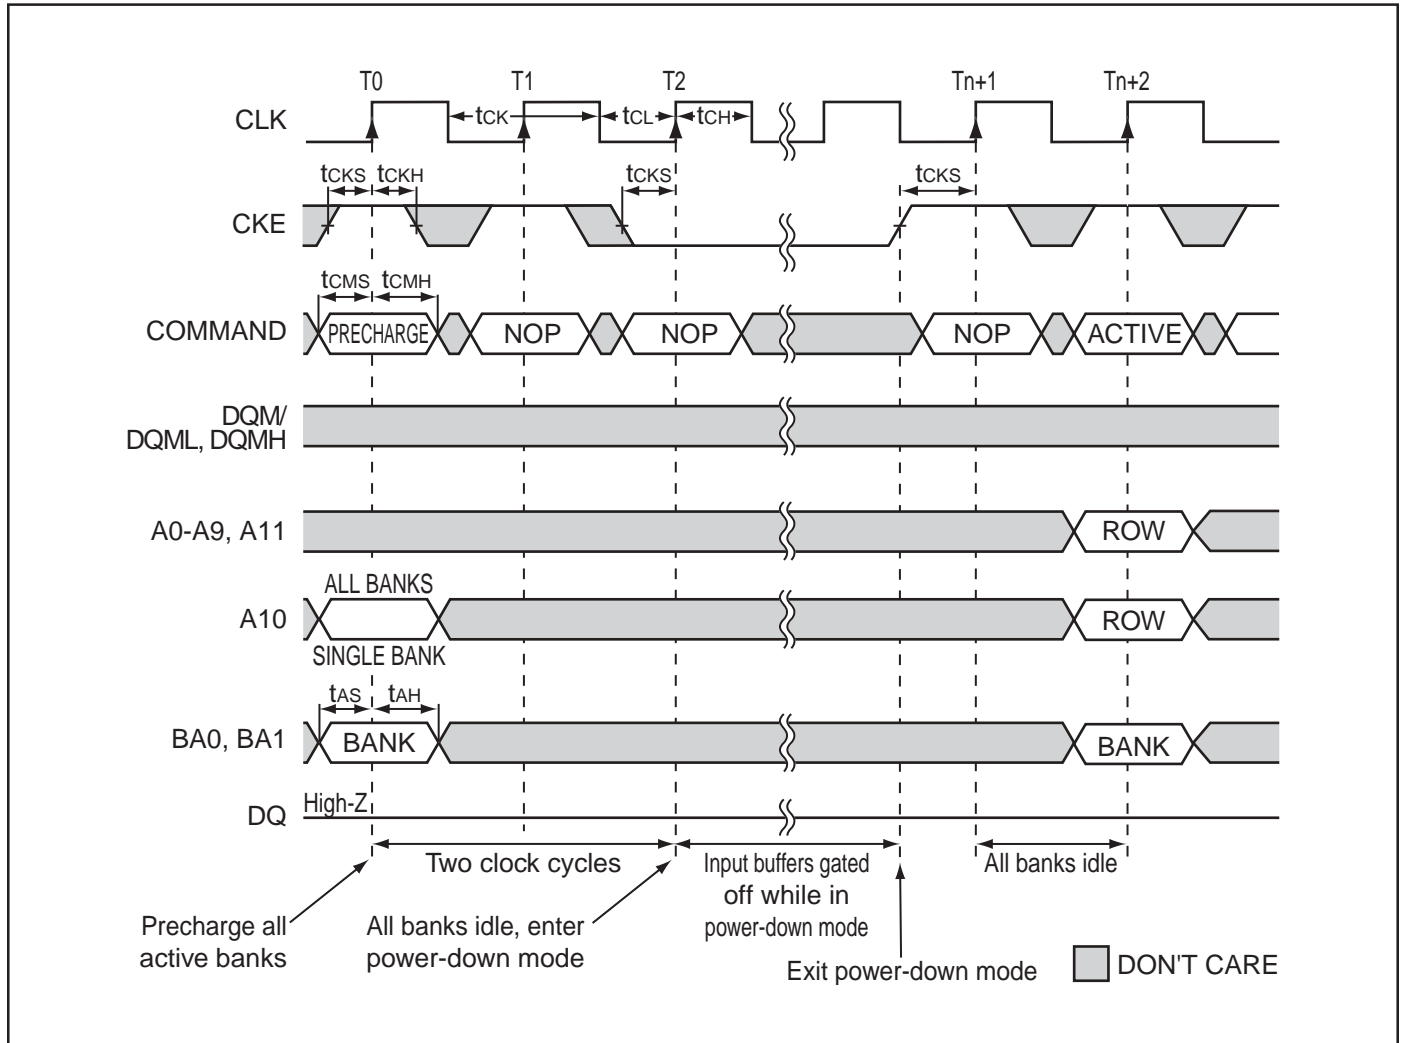 T0 T1 T2 Tn+1 Tn+2
CLK
tCK tCL tCH
tCKS tCKH tCKS tCKS
CKE
tCMS tCMH
COMMAND PRECHARGE NOP NOP NOP ACTIVE
DQM/
DQML, DQMH
A0-A9, A11 ROW
ALL BANKS
A10 ROW
SINGLE BANK
tAS tAH
BA0, BA1 BANK BANK
High-Z
DQ
Two clock cycles
Input buffers gated
off while in
power-down mode
All banks idle
Precharge all
active banks
All banks idle, enter
power-down mode
Exit power-down mode
DON'T CARE